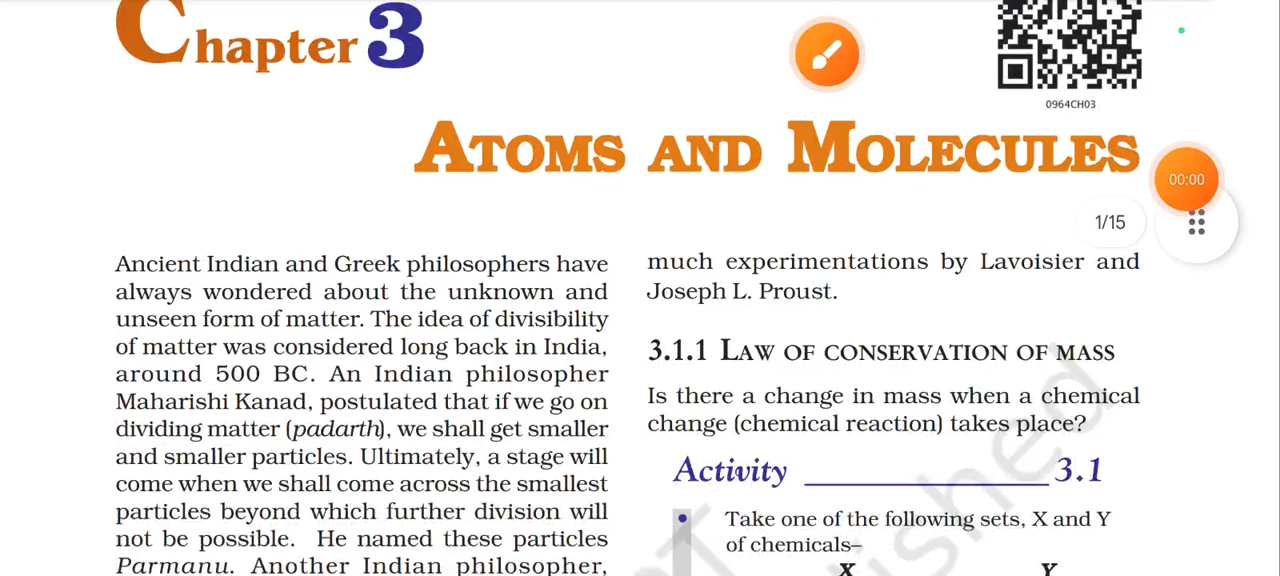 Chapter 3
0964CH03
ATOMS AND MOLECULES
00:00
1/15
Ancient Indian and Greek philosophers have
always wondered about the unknown and
unseen form of matter. The idea of divisibility
of matter was considered long back in India,
around 500 BC. An Indian philosopher
Maharishi Kanad, postulated that if we go on
dividing matter (padarth), we shall get smaller
and smaller particles. Ultimately, a stage will
come when we shall come across the smallest
particles beyond which further division will
not be possible. He named these particles
Parmanu. Another Indian philosopher,
much experimentations by Lavoisier and
Joseph L. Proust.
3.1.1 LAW OF CONSERVATION OF MASS
Is there a change in mass when a chemical
change (chemical reaction) takes place?
Activity ______________ 3.1
• Take one of the following sets, X and Y
of chemicals–
X Y